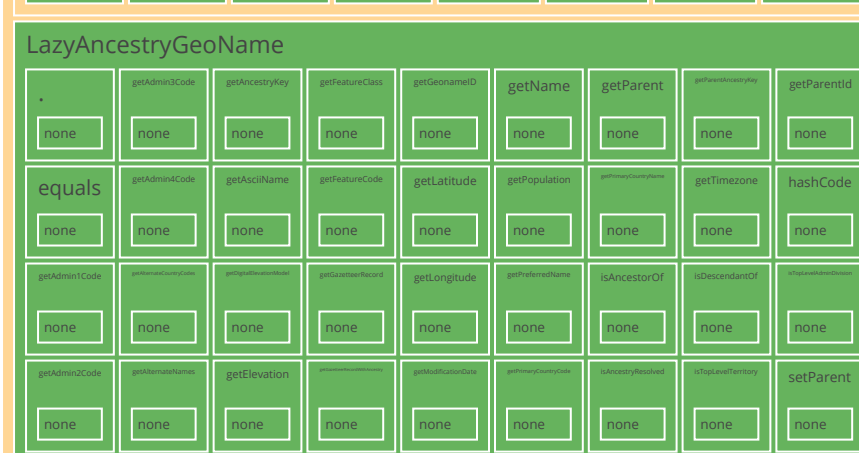 LazyAncestryGeoName
. getAdmin3Code getAncestryKey getFeatureClass getGeonameID getName getParent getParentAncestryKey getParentId
none none none none none none none none none
equals getAdmin4Code getAsciiName getFeatureCode getLatitude getPopulation getPrimaryCountryName getTimezone hashCode
none none none none none none none none none
getAdmin1Code getAlternateCountryCodes getDigitalElevationModel getGazetteerRecord getLongitude getPreferredName isAncestorOf isDescendantOf isTopLevelAdminDivision
none none none none none none none none none
getAdmin2Code getAlternateNames getElevation getGazetteerRecordWithAncestry getModificationDate getPrimaryCountryCode isAncestryResolved isTopLevelTerritory setParent
none none none none none none none none none